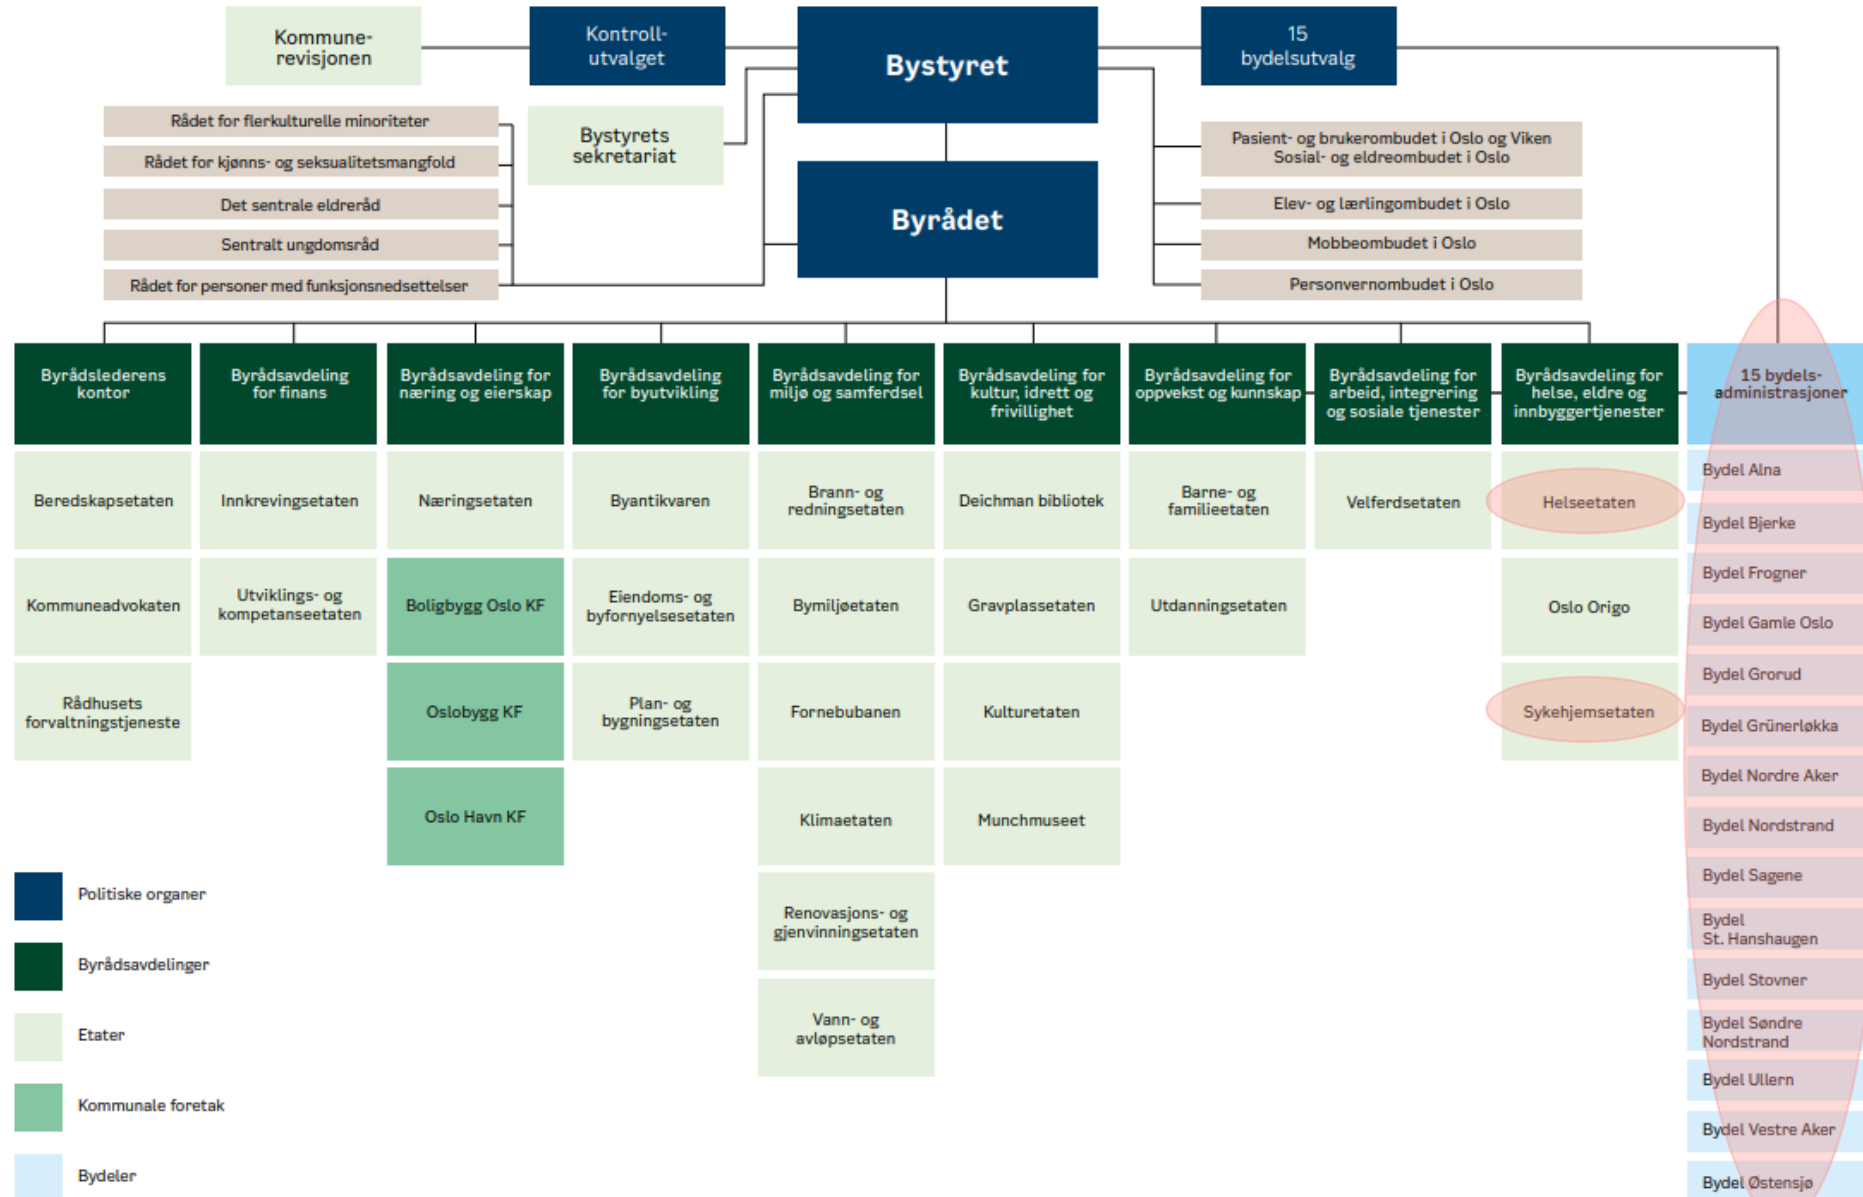 Kommune-
revisjonen
Kontroll-
utvalget
Bystyret
15
bydelsutvalg
Rådet for flerkulturelle minoriteter
Rådet for kjønns- og seksualitetsmangfold
Det sentrale eldreråd
Sentralt ungdomsråd
Rådet for personer med funksjonsnedsettelser
Bystyrets
sekretariat
Byrådet
Pasient- og brukerombudet i Oslo og Viken
Sosial- og eldreombudet i Oslo
Elev- og lærlingombudet i Oslo
Mobbeombudet i Oslo
Personvernombudet i Oslo
Byrådslederens
kontor
Beredskapsetaten
Kommuneadvokaten
Rådhusets
forvaltningstjeneste
Byrådsavdeling
for finans
Innkrevingsetaten
Utviklings- og
kompetanseetaten
Byrådsavdeling for
næring og eierskap
Næringsetaten
Boligbygg Oslo KF
Oslobygg KF
Oslo Havn KF
Byrådsavdeling
for byutvikling
Byantikvaren
Eiendoms- og
byfornyelsesetaten
Plan- og
bygningsetaten
Byrådsavdeling for
miljø og samferdsel
Brann- og
redningsetaten
Bymiljøetaten
Fornebubanen
Klimaetaten
Renovasjons- og
gjenvinningsetaten
Vann- og
avløpsetaten
Byrådsavdeling for
kultur, idrett og
frivillighet
Deichman bibliotek
Gravplassetaten
Kulturetaten
Munchmuseet
Byrådsavdeling for
oppvekst og kunnskap
Barne- og
familieetaten
Utdanningsetaten
Byrådsavdeling for
arbeid, integrering
og sosiale tjenester
Velferdsetaten
Byrådsavdeling for
helse, eldre og
innbyggertjenester
Helseetaten
Oslo Origo
Sykehjemsetaten
15 bydels-
administrasjoner
Bydel Alna
Bydel Bjerke
Bydel Frogner
Bydel Gamle Oslo
Bydel Grorud
Bydel Grünerløkka
Bydel Nordre Aker
Bydel Nordstrand
Bydel Sagene
Bydel
St. Hanshaugen
Bydel Stovner
Bydel Søndre
Nordstrand
Bydel Ullern
Bydel Vestre Aker
Bydel Østensjø
Politiske organer
Byrådsavdelinger
Etater
Kommunale foretak
Bydeler